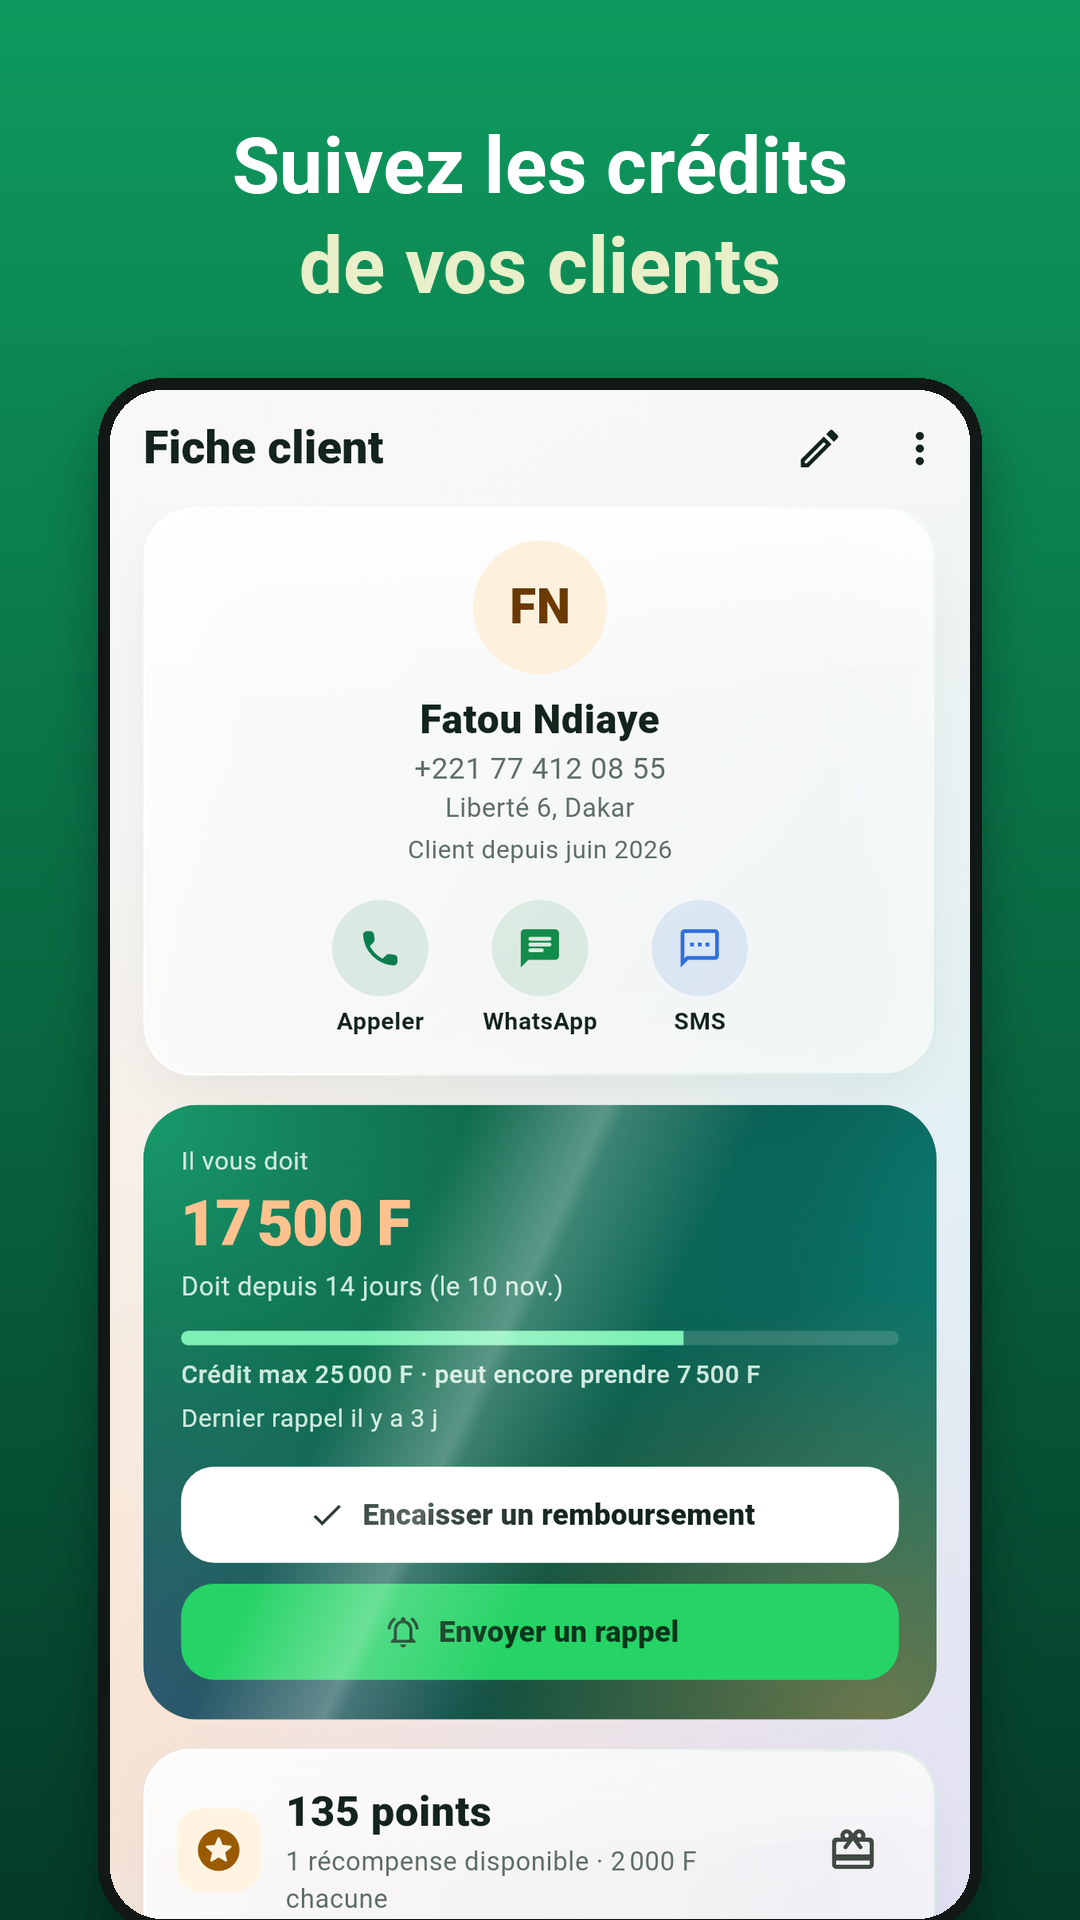 Suivez les crédits
de vos clients
Fiche client
FN
Fatou Ndiaye
+221 77 412 08 55
Liberté 6, Dakar
Client depuis juin 2026
Appeler WhatsApp SMS
Il vous doit
17 500 F
Doit depuis 14 jours (le 10 nov.)
Crédit max 25 000 F · peut encore prendre 7 500 F
Dernier rappel il y a 3 j
Encaisser un remboursement
Envoyer un rappel
135 points
1 récompense disponible · 2 000 F
chacune